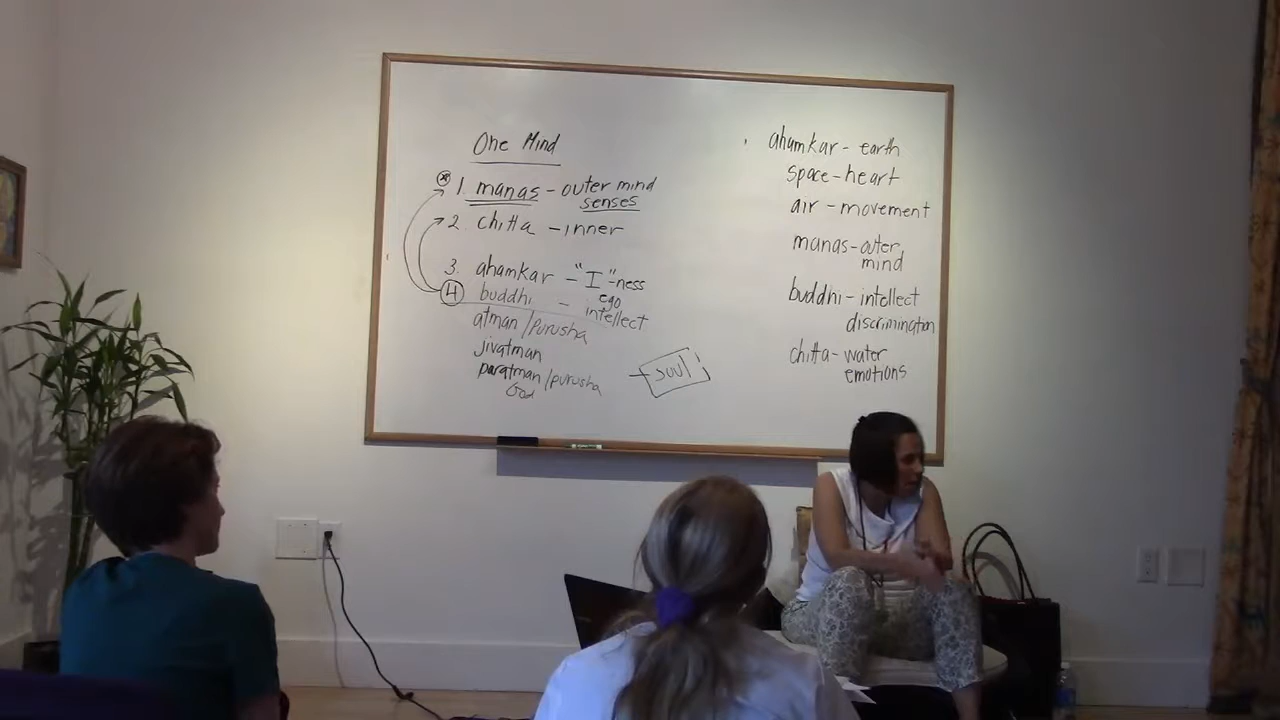 One Mind
1. manas - outer mind
senses
2. chitta - inner
3. ahamkar - "I"-ness
ego
4 buddhi - intellect
atman/purusha
jivatman
paratman/purusha
God
soul
ahamkar - earth
space - heart
air - movement
manas - outer
mind
buddhi - intellect
discrimination
chitta - water
emotions